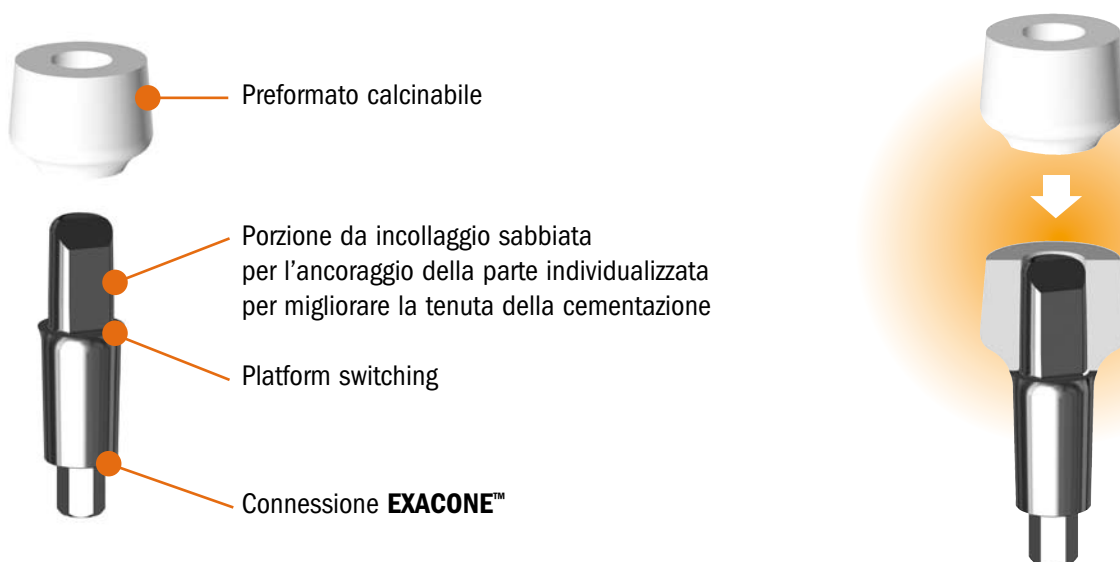 Preformato calcinabile
Porzione da incollaggio sabbiata
per l’ancoraggio della parte individualizzata
per migliorare la tenuta della cementazione
Platform switching
Connessione EXACONE™